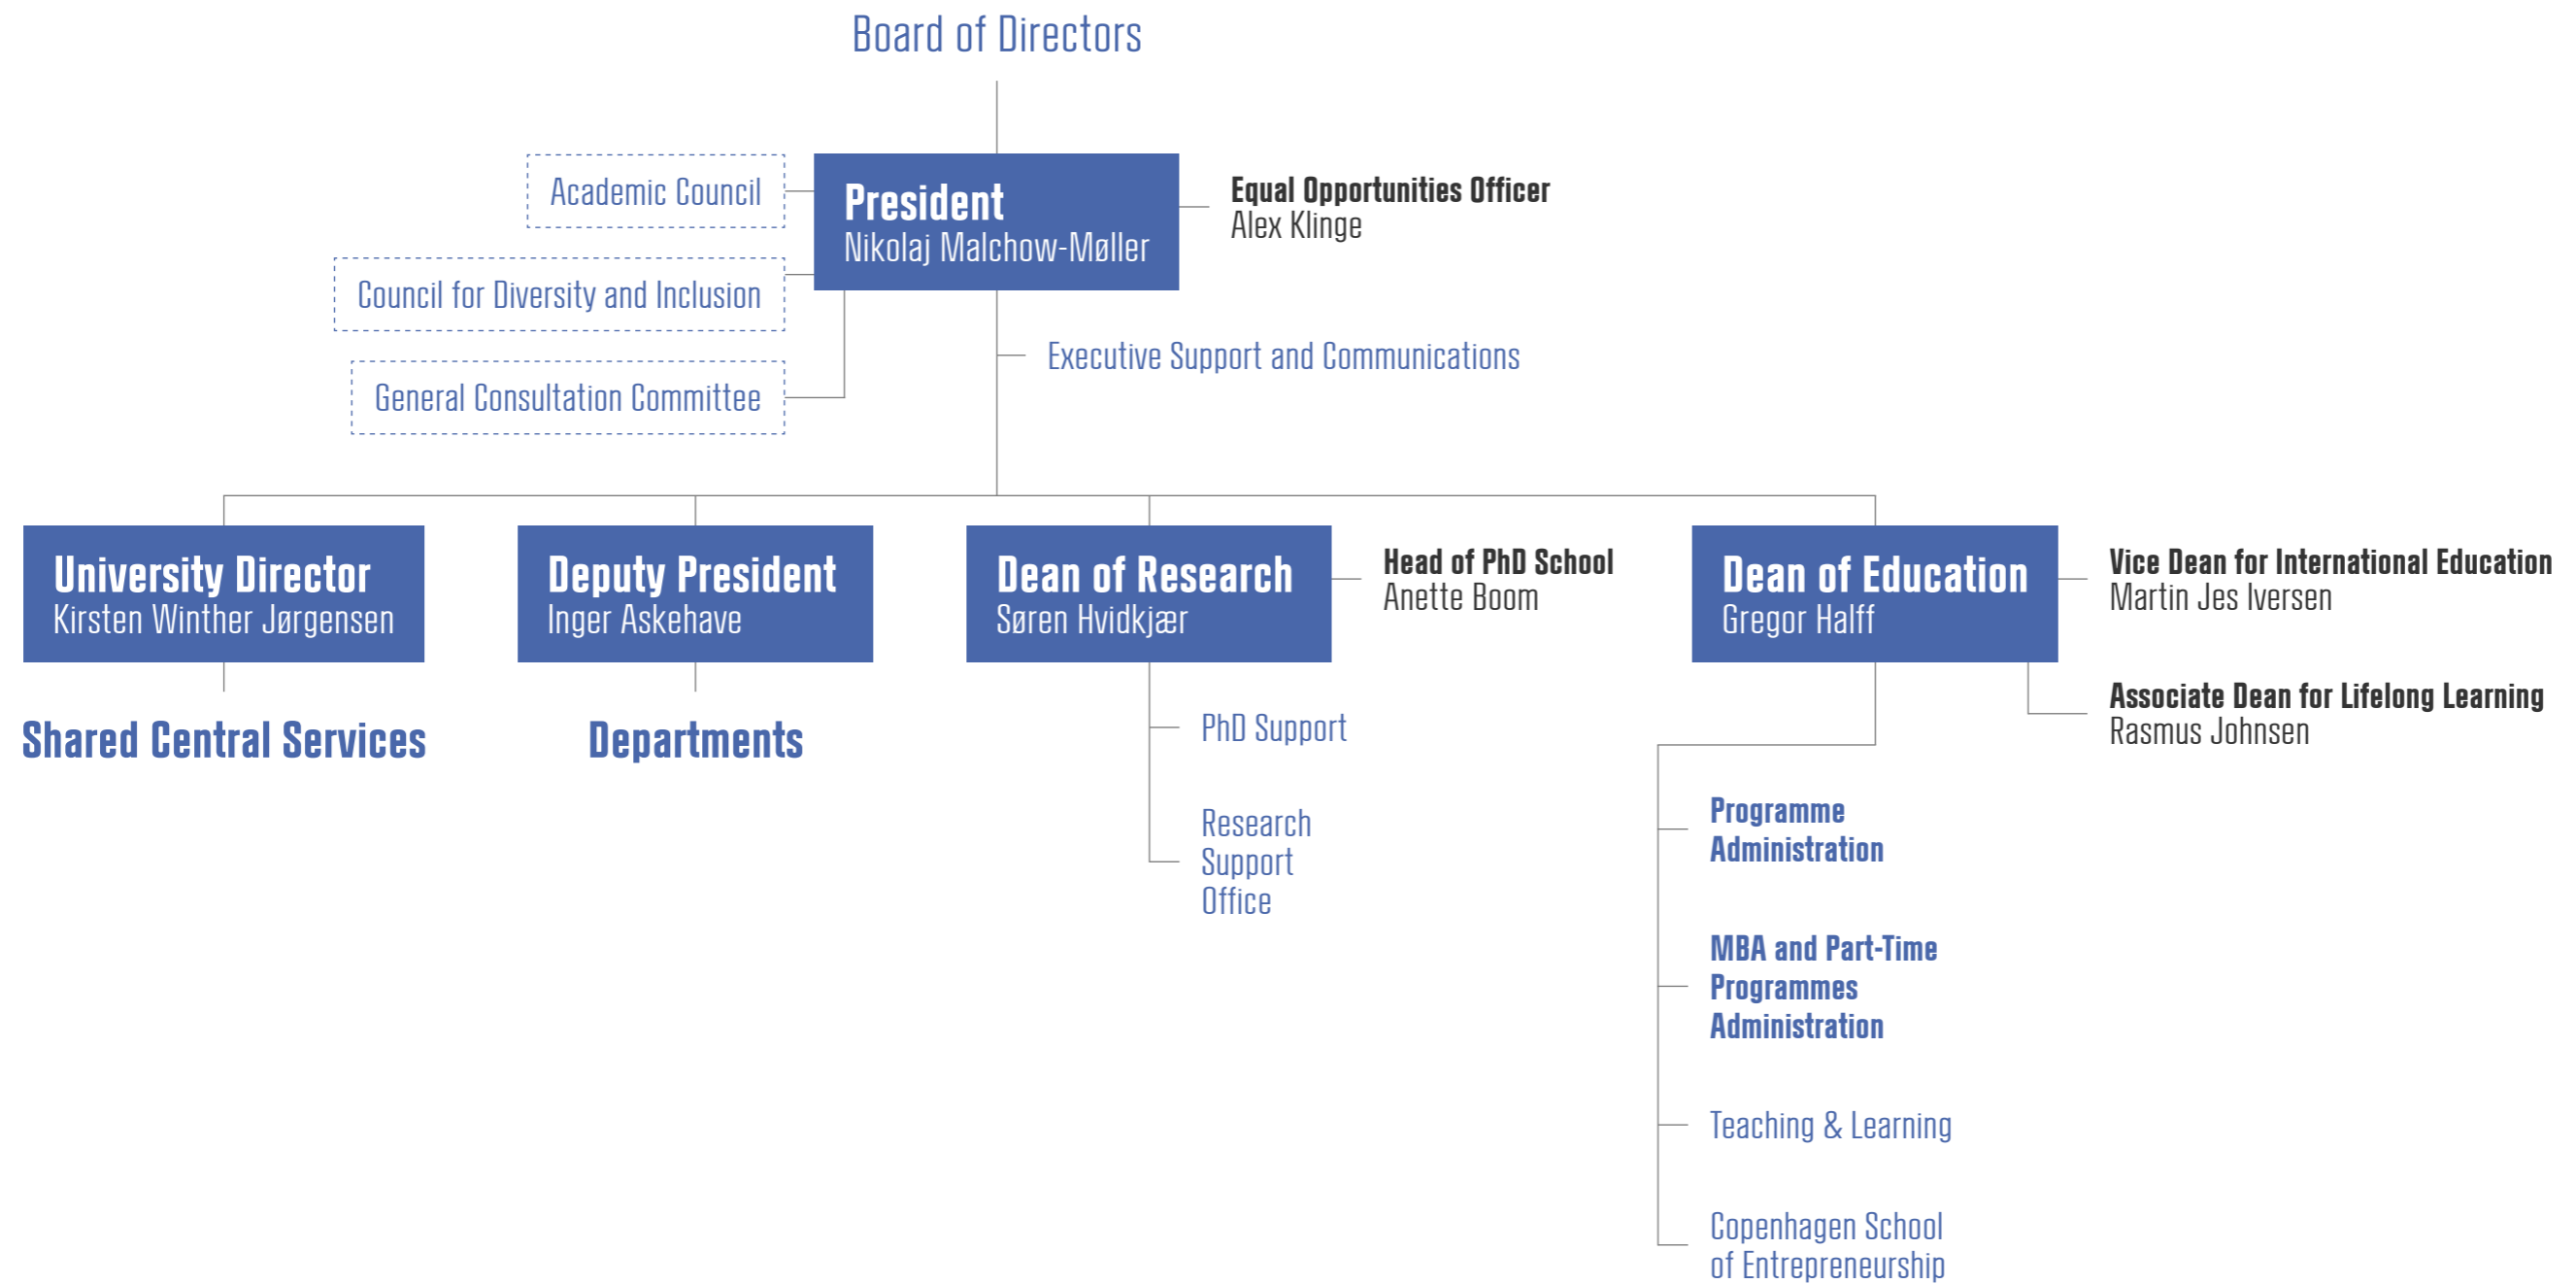 Board of Directors
Academic Council
President
Nikolaj Malchow-Møller
Equal Opportunities Officer
Alex Klinge
Council for Diversity and Inclusion
Executive Support and Communications
General Consultation Committee
University Director
Kirsten Winther Jørgensen
Deputy President
Inger Askehave
Dean of Research
Søren Hvidkjær
Head of PhD School
Anette Boom
Dean of Education
Gregor Halff
Vice Dean for International Education
Martin Jes Iversen
Associate Dean for Lifelong Learning
Rasmus Johnsen
Shared Central Services
Departments
PhD Support
Research
Support
Office
Programme
Administration
MBA and Part-Time
Programmes
Administration
Teaching & Learning
Copenhagen School
of Entrepreneurship